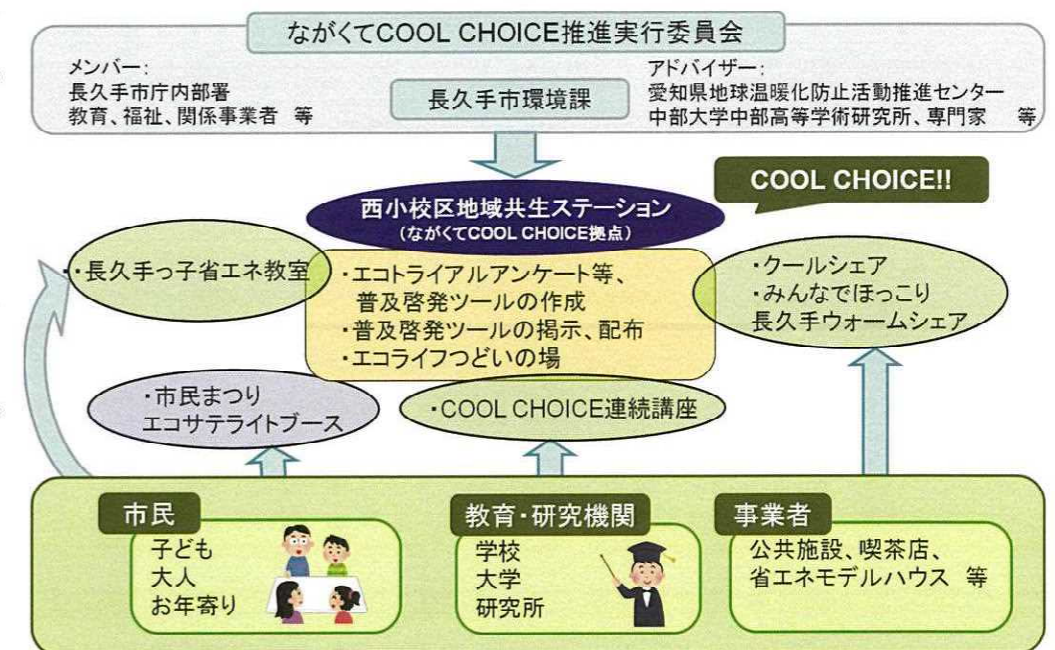 ながくてCOOL CHOICE推進実行委員会
メンバー:
長久手市庁内部署
教育、福祉、関係事業者 等
長久手市環境課
アドバイザー:
愛知県地球温暖化防止活動推進センター
中部大学中部高等学術研究所、専門家 等
COOL CHOICE!!
西小校区地域共生ステーション
(ながくてCOOL CHOICE拠点)
・・長久手っ子省エネ教室
・エコトライアルアンケート等、
普及啓発ツールの作成
・普及啓発ツールの掲示、配布
・エコライフつどいの場
・クールシェア
・みんなでほっこり
長久手ウォームシェア
・市民まつり
エコサテライトブース
・COOL CHOICE連続講座
市民
子ども
大人
お年寄り
教育・研究機関
学校
大学
研究所
事業者
公共施設、喫茶店、
省エネモデルハウス 等